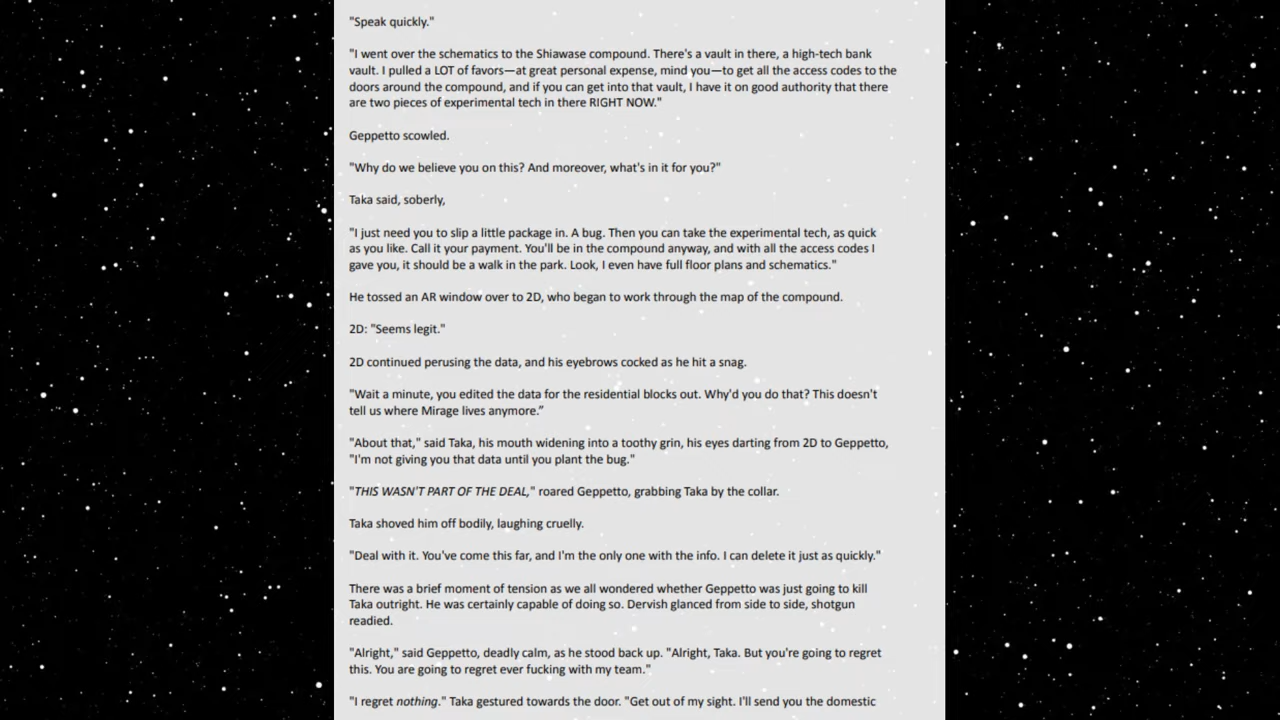 "Speak quickly."
"I went over the schematics to the Shiawase compound. There's a vault in there, a high-tech bank
vault. I pulled a LOT of favors—at great personal expense, mind you—to get all the access codes to the
doors around the compound, and if you can get into that vault, I have it on good authority that there
are two pieces of experimental tech in there RIGHT NOW."
Geppetto scowled.
"Why do we believe you on this? And moreover, what's in it for you?"
Taka said, soberly,
"I just need you to slip a little package in. A bug. Then you can take the experimental tech, as quick
as you like. Call it your payment. You'll be in the compound anyway, and with all the access codes I
gave you, it should be a walk in the park. Look, I even have full floor plans and schematics."
He tossed an AR window over to 2D, who began to work through the map of the compound.
2D: "Seems legit."
2D continued perusing the data, and his eyebrows cocked as he hit a snag.
"Wait a minute, you edited the data for the residential blocks out. Why'd you do that? This doesn't
tell us where Mirage lives anymore.”
"About that," said Taka, his mouth widening into a toothy grin, his eyes darting from 2D to Geppetto,
"I'm not giving you that data until you plant the bug."
"THIS WASN'T PART OF THE DEAL," roared Geppetto, grabbing Taka by the collar.
Taka shoved him off bodily, laughing cruelly.
"Deal with it. You've come this far, and I'm the only one with the info. I can delete it just as quickly."
There was a brief moment of tension as we all wondered whether Geppetto was just going to kill
Taka outright. He was certainly capable of doing so. Dervish glanced from side to side, shotgun
readied.
"Alright," said Geppetto, deadly calm, as he stood back up. "Alright, Taka. But you're going to regret
this. You are going to regret ever fucking with my team."
"I regret nothing." Taka gestured towards the door. "Get out of my sight. I'll send you the domestic